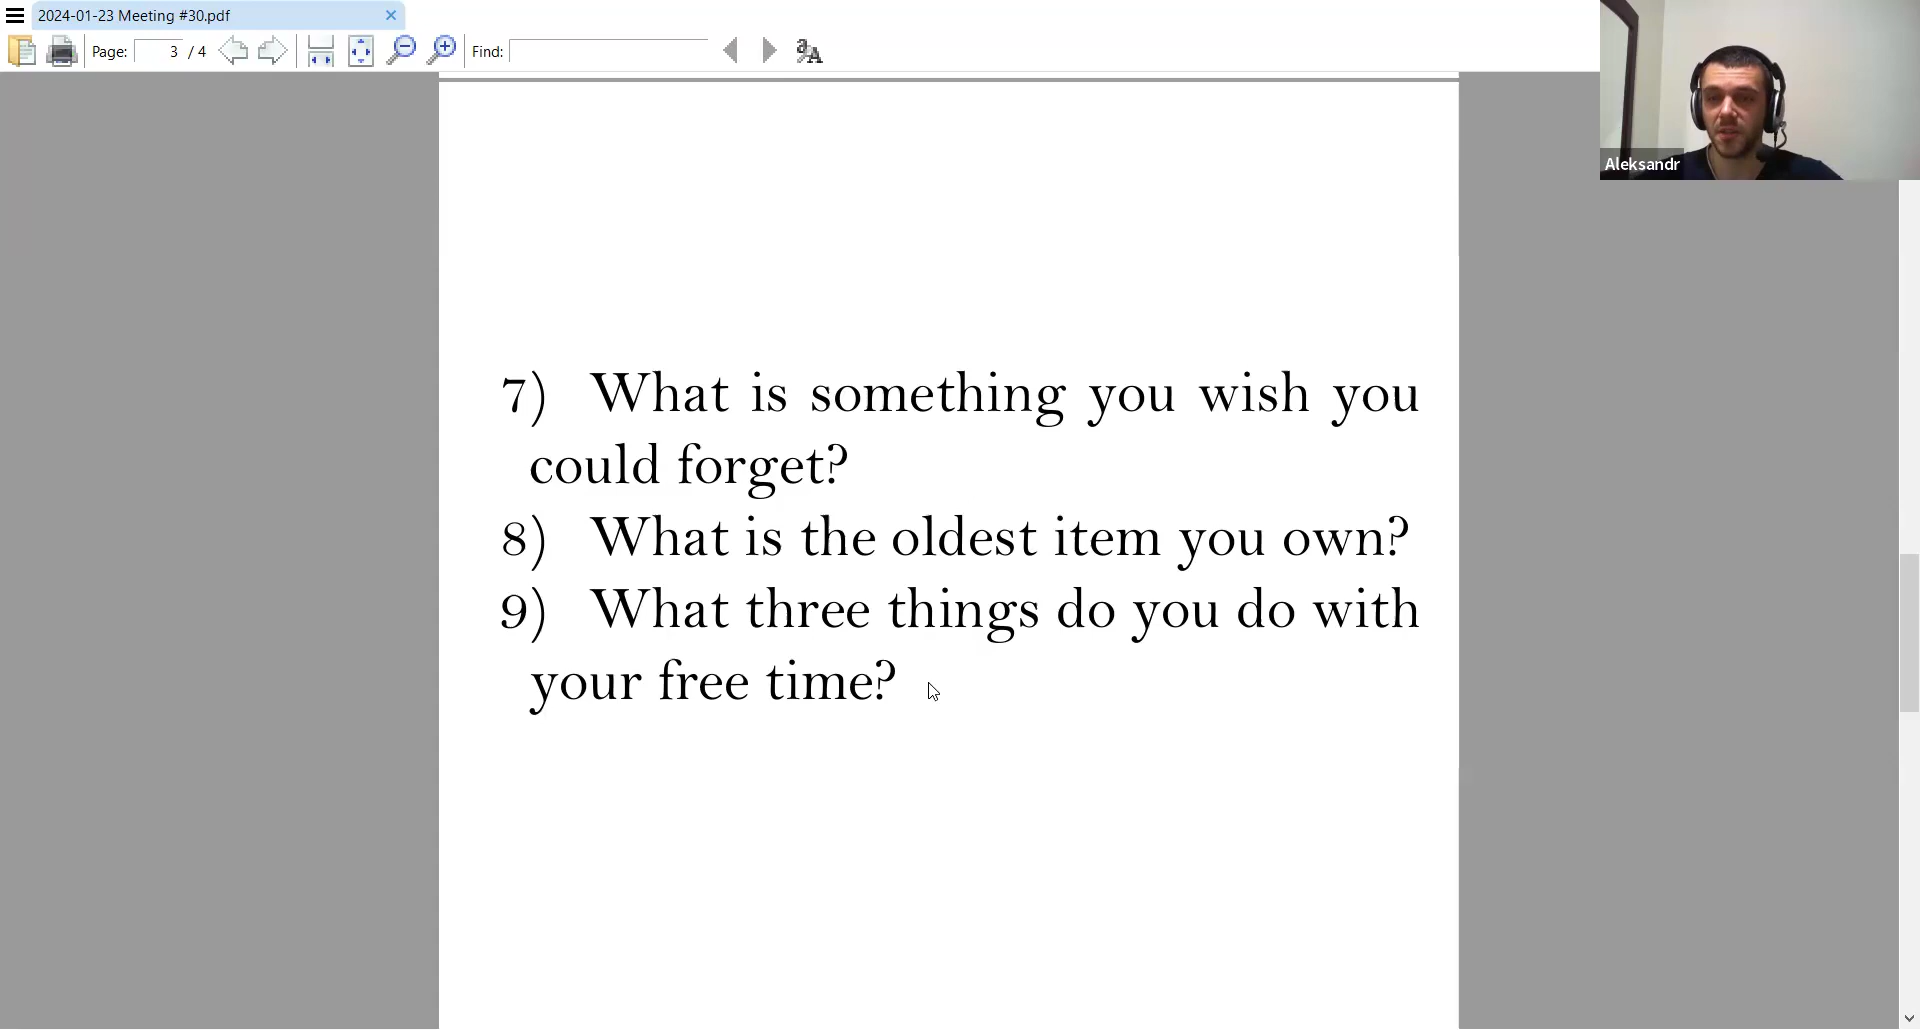 2024-01-23 Meeting #30.pdf
Page: 3 / 4 Find:
Aleksandr
7) What is something you wish you
could forget?
8) What is the oldest item you own?
9) What three things do you do with
your free time?